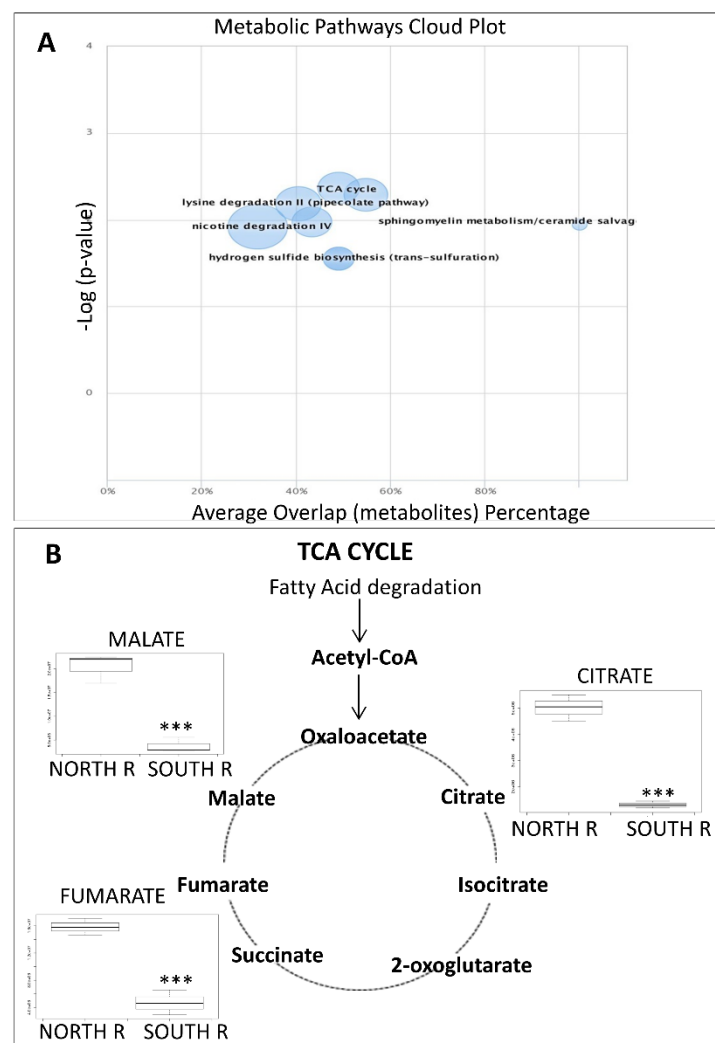 Metabolic Pathways Cloud Plot
A
-Log (p-value)
4
3
0
TCA cycle
lysine degradation II (pipecolate pathway)
nicotine degradation IV
sphingomyelin metabolism/ceramide salvag
hydrogen sulfide biosynthesis (trans-sulfuration)
0% 20% 40% 60% 80%
Average Overlap (metabolites) Percentage
B
TCA CYCLE
Fatty Acid degradation
Acetyl-CoA
Oxaloacetate
Malate
Citrate
Fumarate
Isocitrate
Succinate
2-oxoglutarate
MALATE
***
NORTH R SOUTH R
CITRATE
***
NORTH R SOUTH R
FUMARATE
***
NORTH R SOUTH R